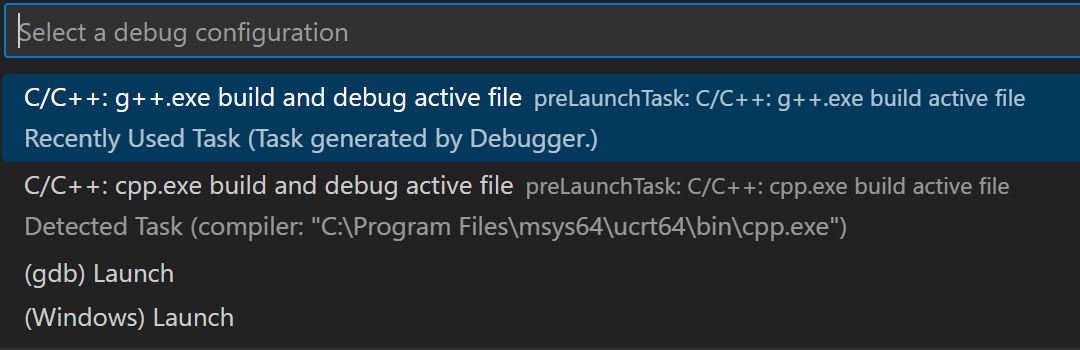 Select a debug configuration
C/C++: g++.exe build and debug active file preLaunchTask: C/C++: g++.exe build active file
Recently Used Task (Task generated by Debugger.)
C/C++: cpp.exe build and debug active file preLaunchTask: C/C++: cpp.exe build active file
Detected Task (compiler: "C:\Program Files\msys64\ucrt64\bin\cpp.exe")
(gdb) Launch
(Windows) Launch